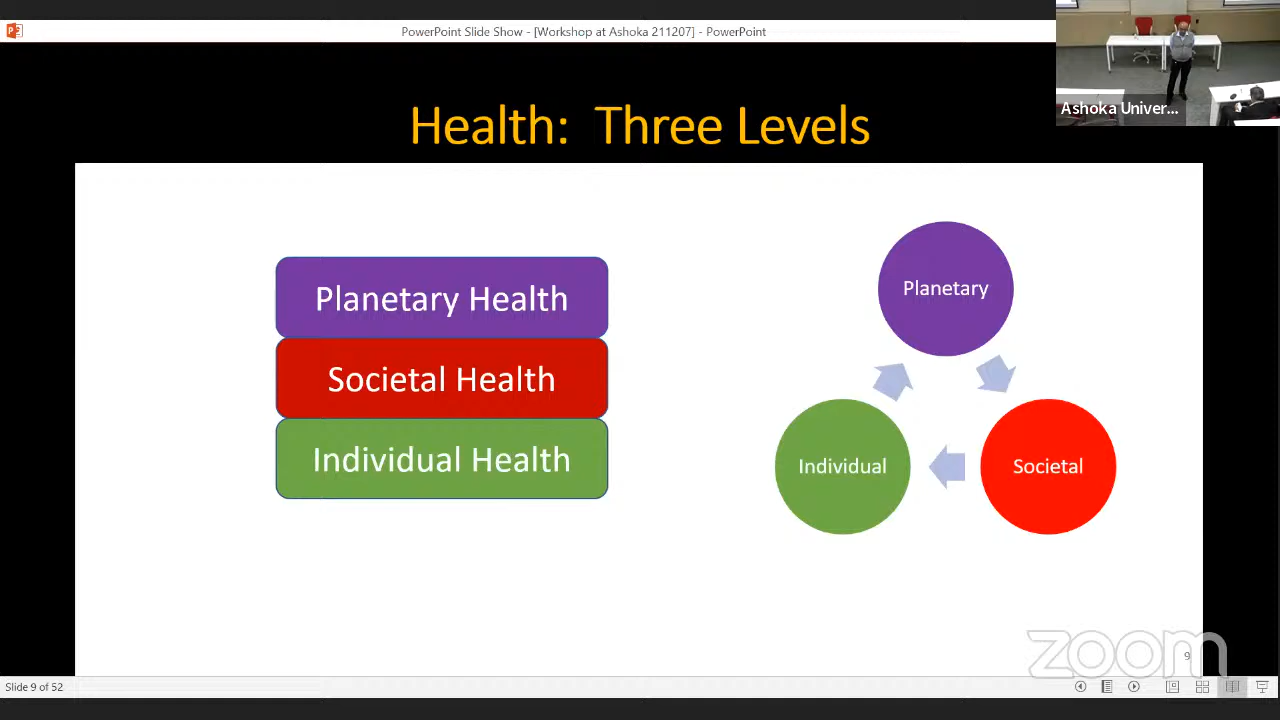 PowerPoint Slide Show - [Workshop at Ashoka 211207] - PowerPoint
Ashoka Univer...
Health: Three Levels
Planetary Health
Societal Health
Individual Health
Planetary
Individual
Societal
zoom
9
Slide 9 of 52